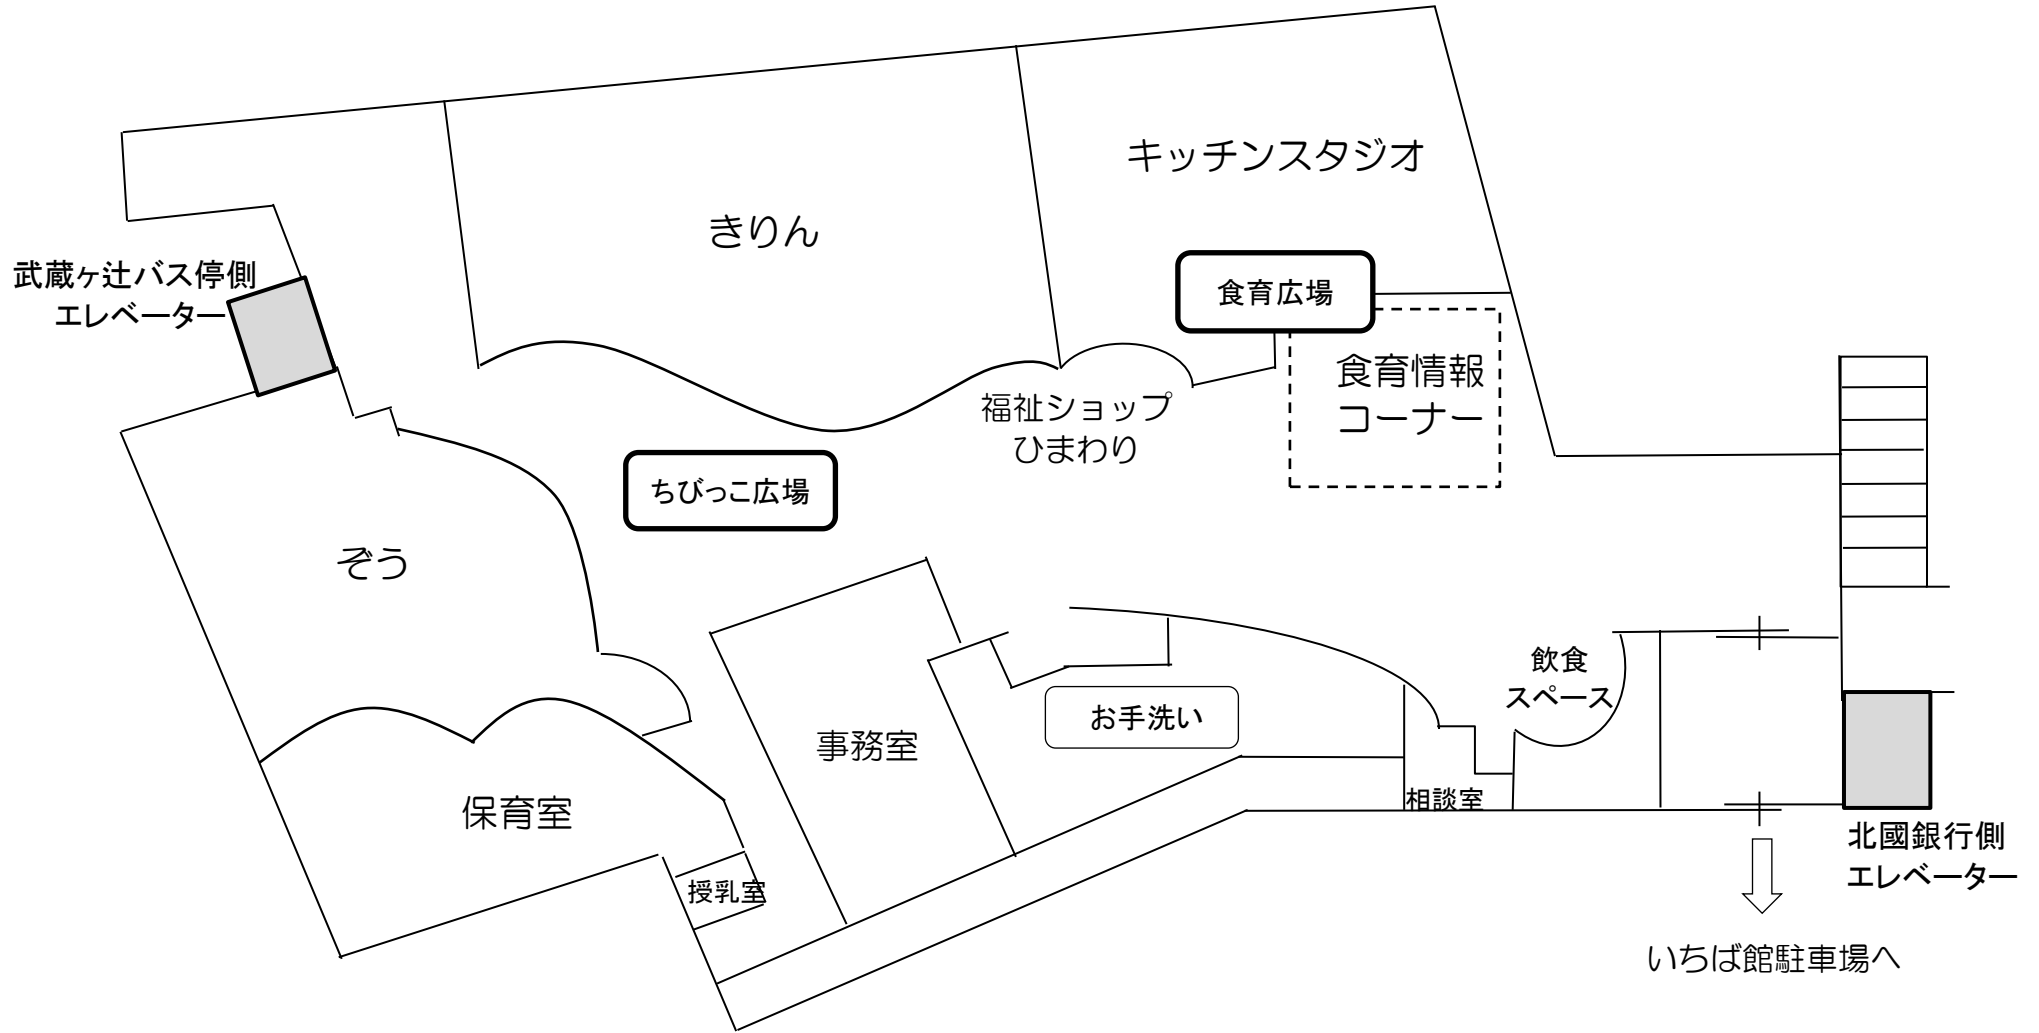 キッチンスタジオ
きりん
武蔵ヶ辻バス停側
エレベーター
食育広場
食育情報
コーナー
福祉ショップ
ひまわり
ちびっこ広場
ぞう
飲食
スペース
お手洗い
事務室
相談室
保育室
北國銀行側
エレベーター
授乳室
いちば館駐車場へ